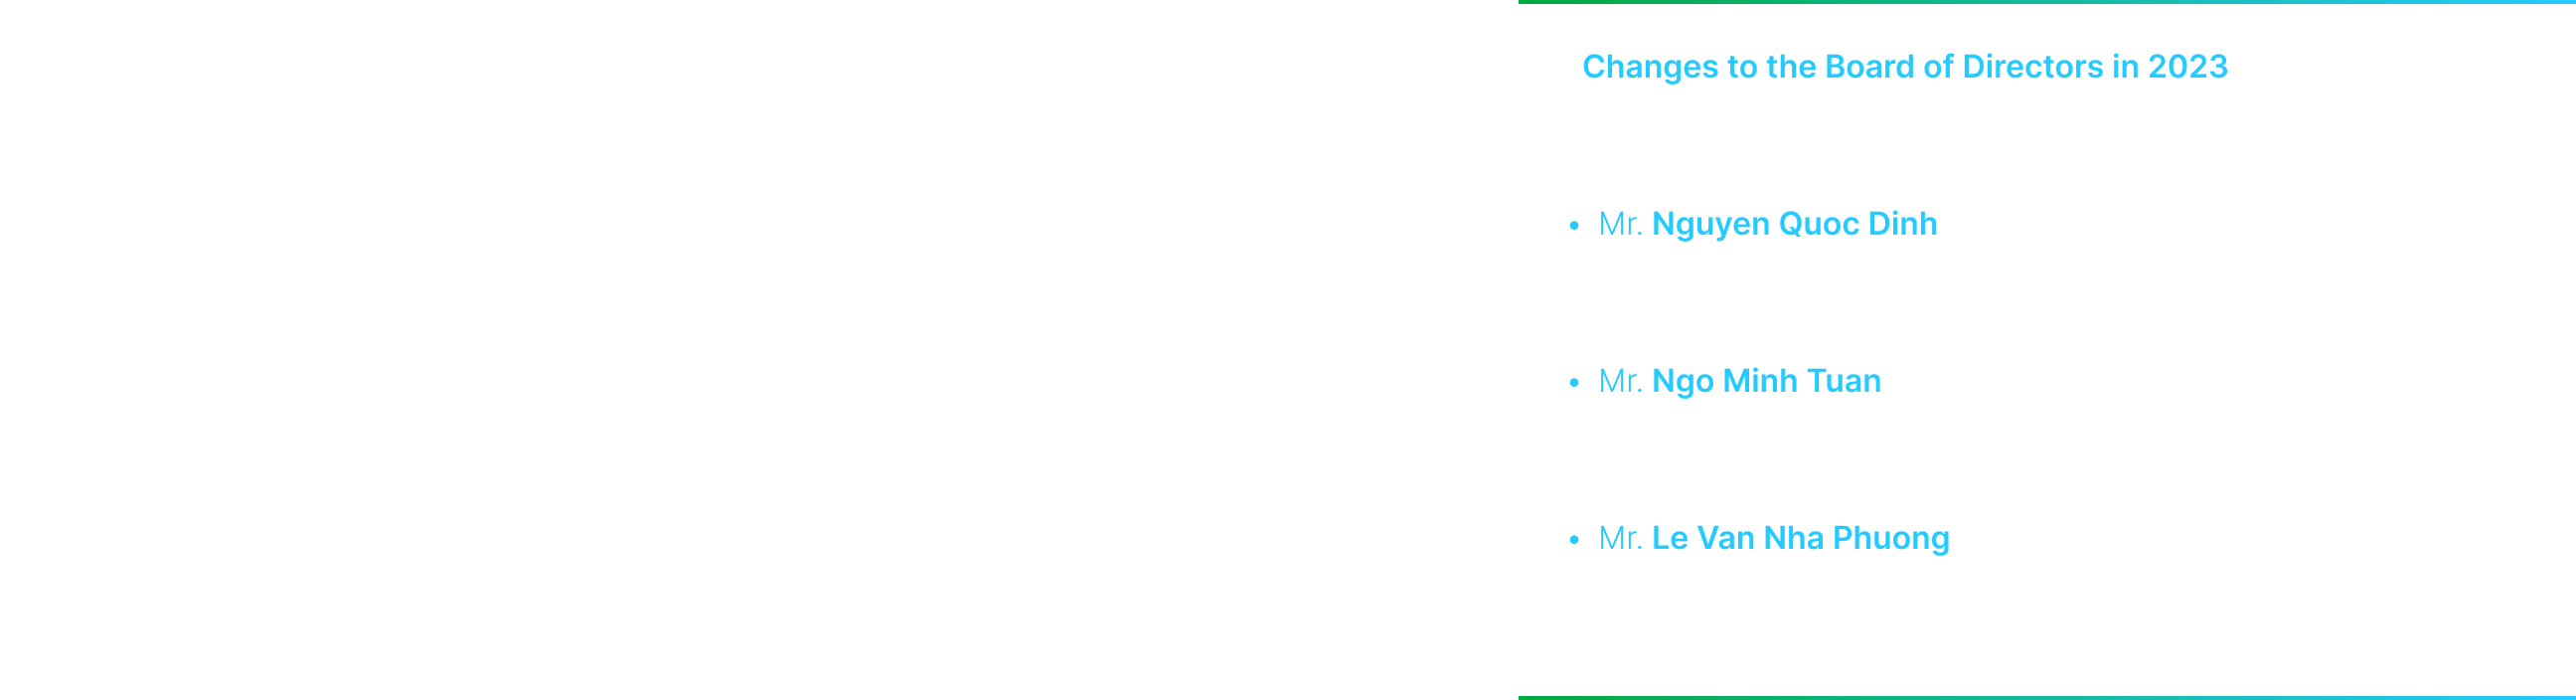 Changes to the Board of Directors in 2023
• Mr. Nguyen Quoc Dinh
• Mr. Ngo Minh Tuan
• Mr. Le Van Nha Phuong